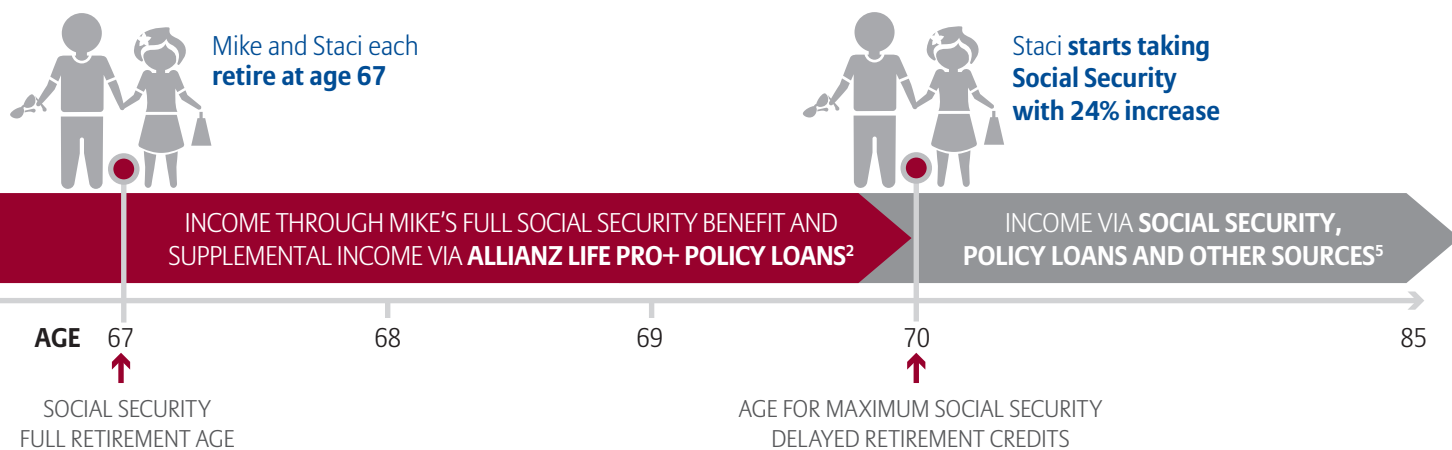 Mike and Staci each
retire at age 67
Staci starts taking
Social Security
with 24% increase
INCOME THROUGH MIKE'S FULL SOCIAL SECURITY BENEFIT AND
SUPPLEMENTAL INCOME VIA ALLIANZ LIFE PRO+ POLICY LOANS²
INCOME VIA SOCIAL SECURITY,
POLICY LOANS AND OTHER SOURCES⁵
AGE 67 68 69 70 85
SOCIAL SECURITY
FULL RETIREMENT AGE
AGE FOR MAXIMUM SOCIAL SECURITY
DELAYED RETIREMENT CREDITS